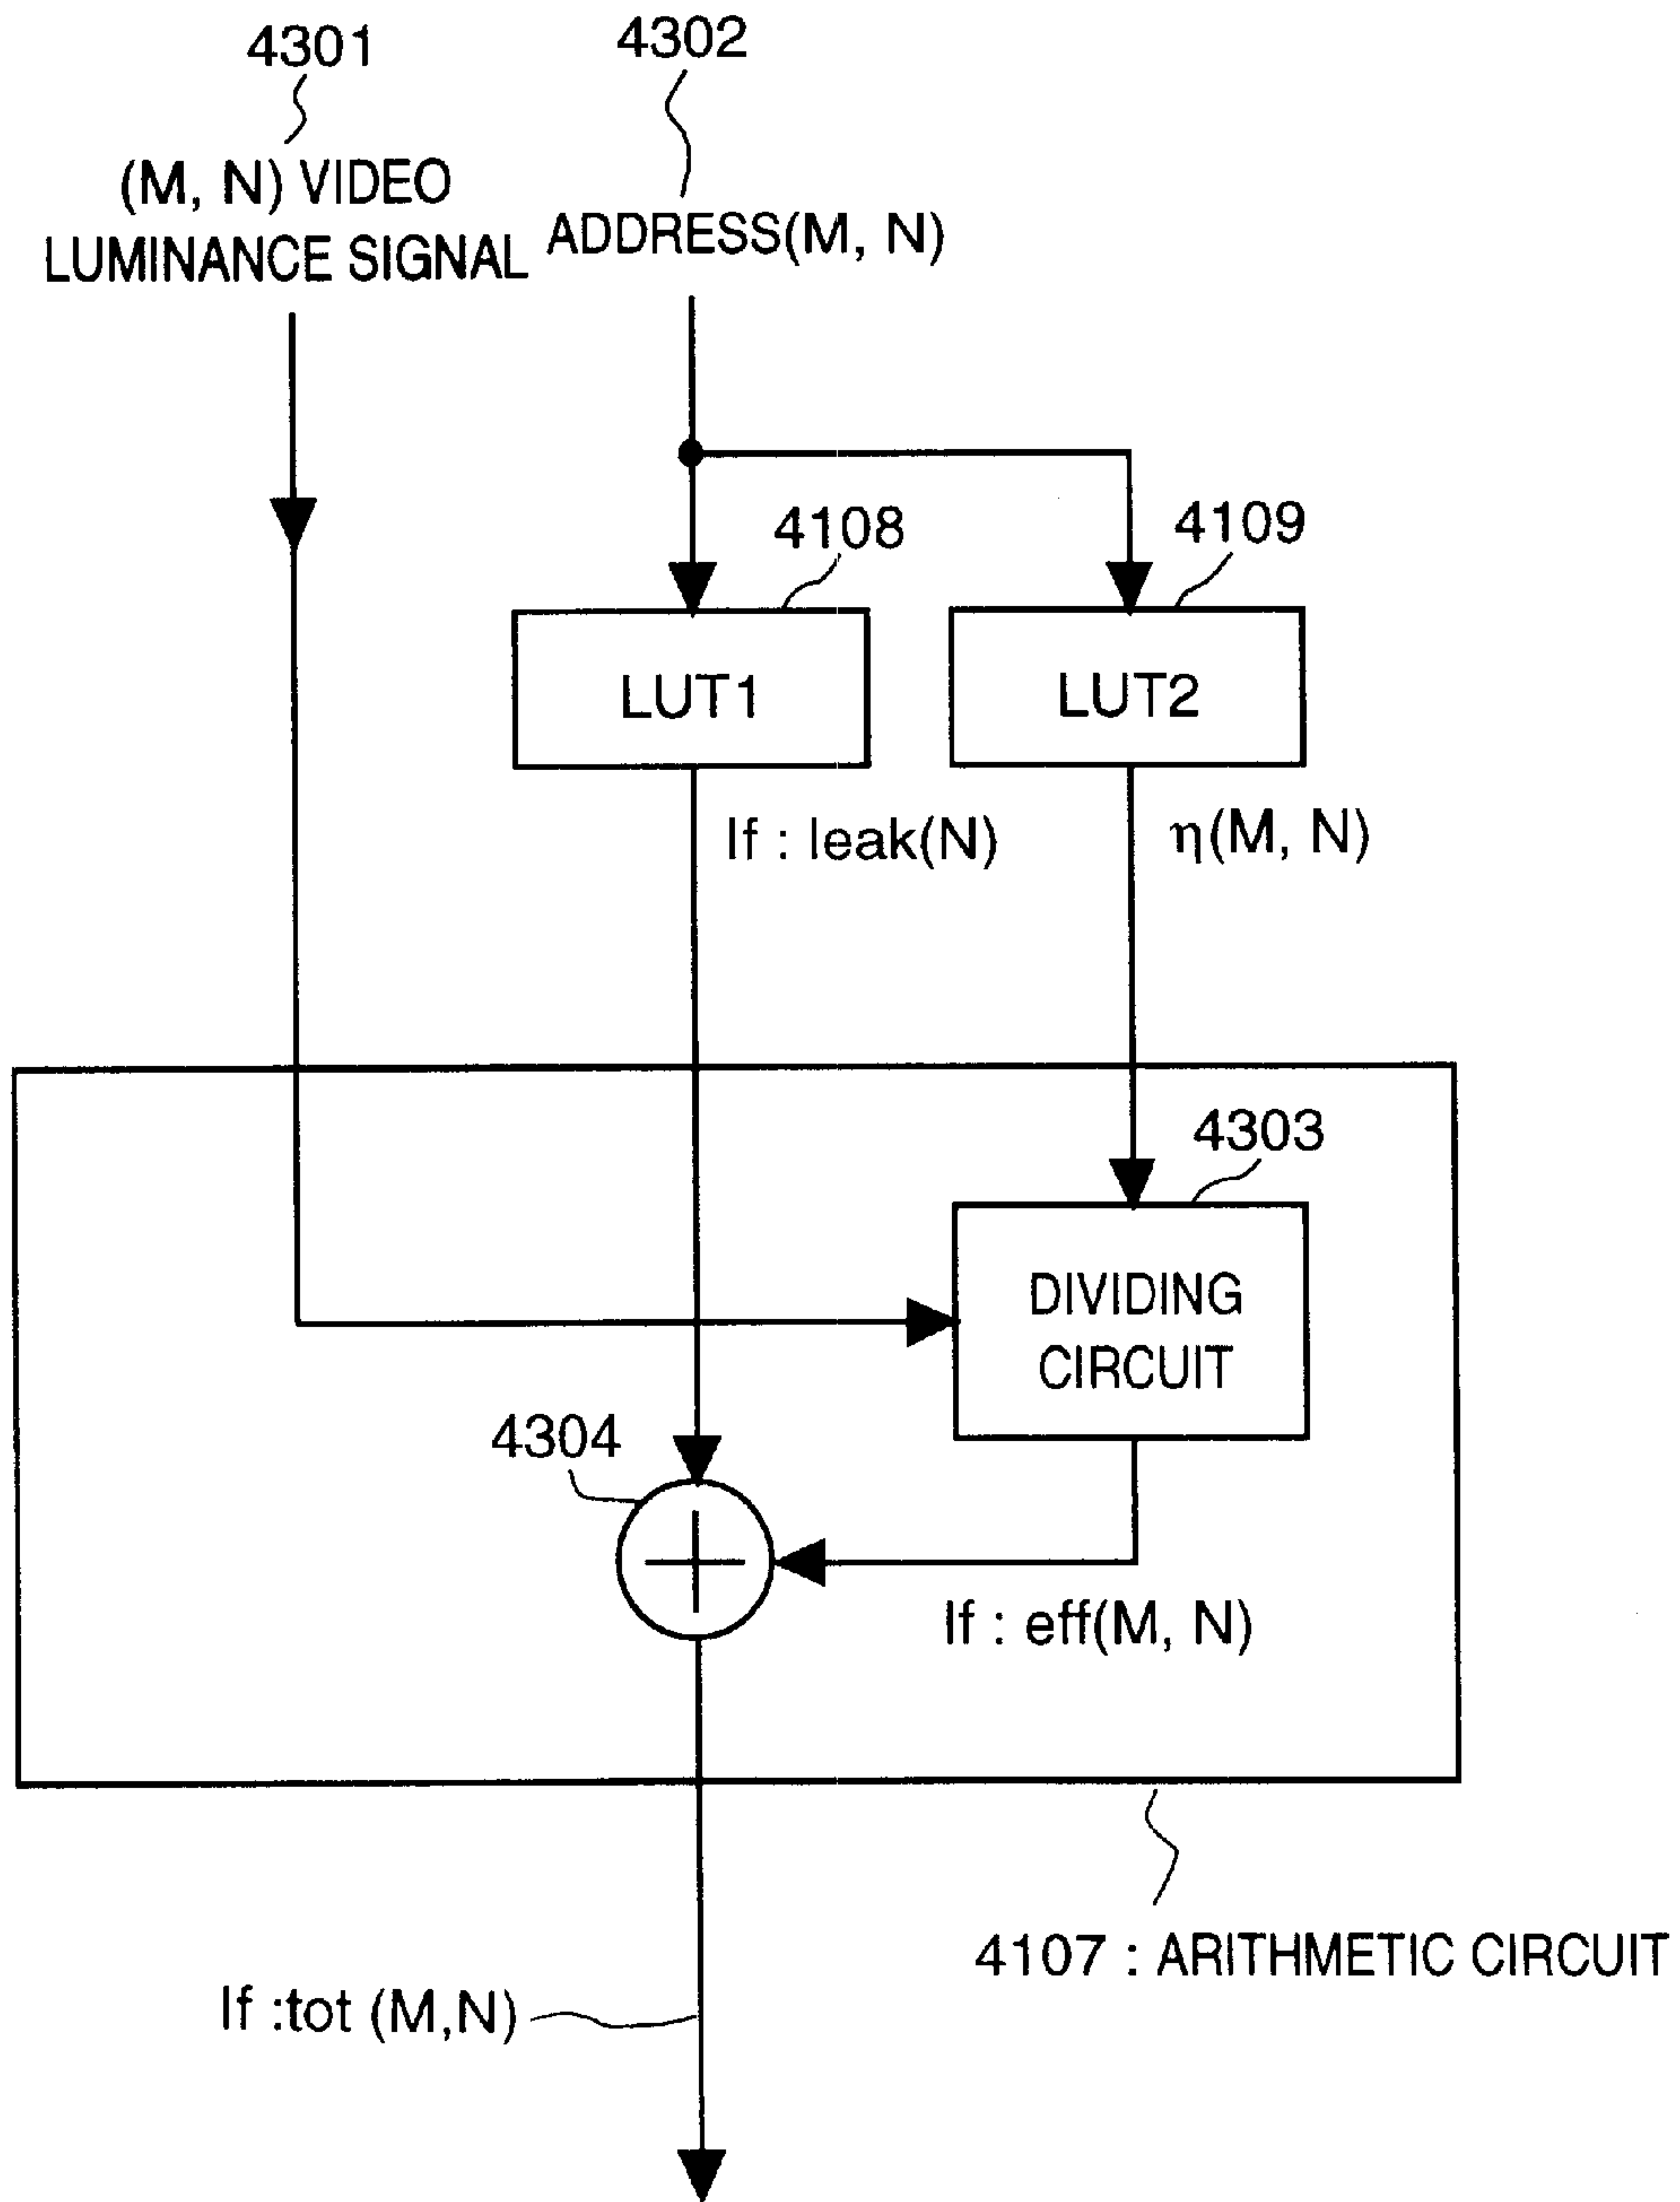 4301
4302
(M, N) VIDEO
LUMINANCE SIGNAL
ADDRESS(M, N)
4108
4109
LUT1
LUT2
If : leak(N)
η(M, N)
4303
DIVIDING
CIRCUIT
4304
If : eff(M, N)
4107 : ARITHMETIC CIRCUIT
If :tot (M,N)